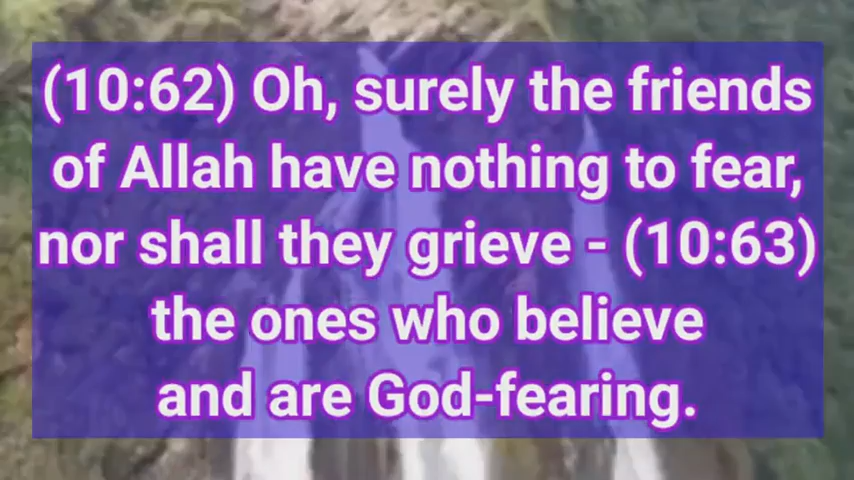 (10:62) Oh, surely the friends
of Allah have nothing to fear,
nor shall they grieve - (10:63)
the ones who believe
and are God-fearing.